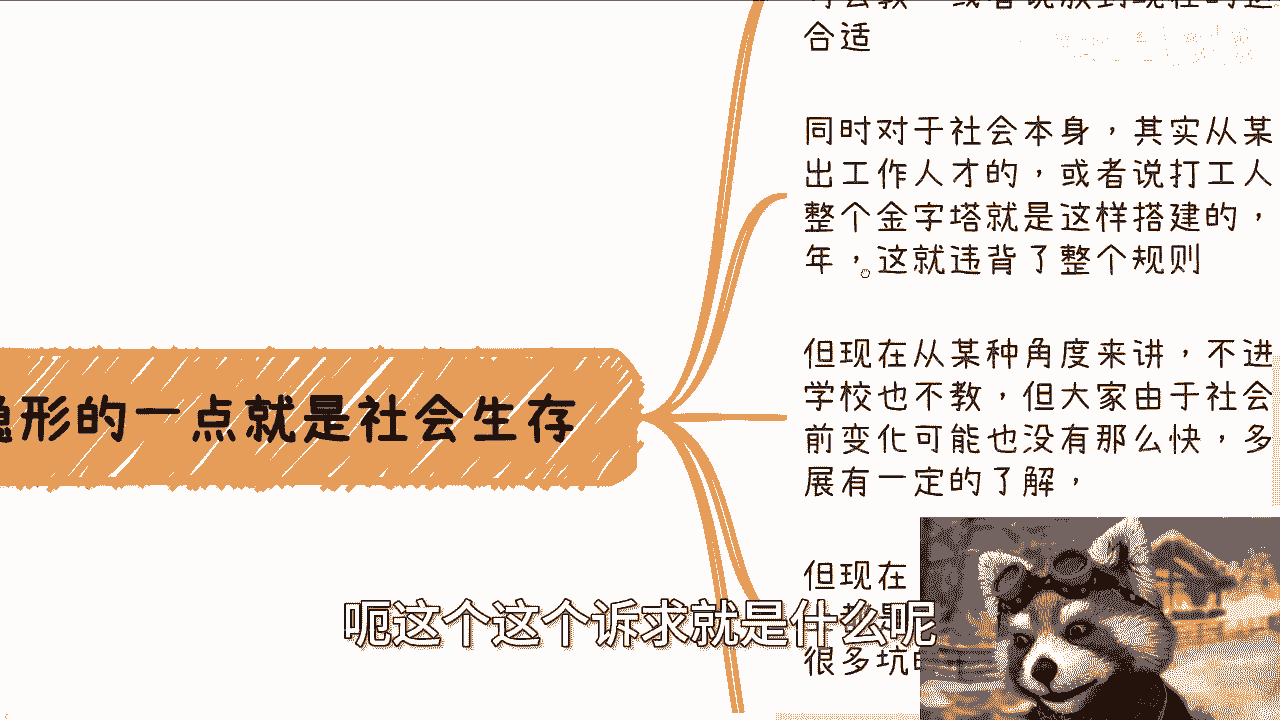 合适
同时对于社会本身，其实从某
出工作人才的，或者说打工人
整个金字塔就是这样搭建的，
年，这就违背了整个规则
隐形的一点就是社会生存
但现在从某种角度来讲，不进
学校也不教，但大家由于社会
前变化可能也没有那么快，多
展有一定的了解，
但现在
很多坑
呃这个这个诉求就是什么呢